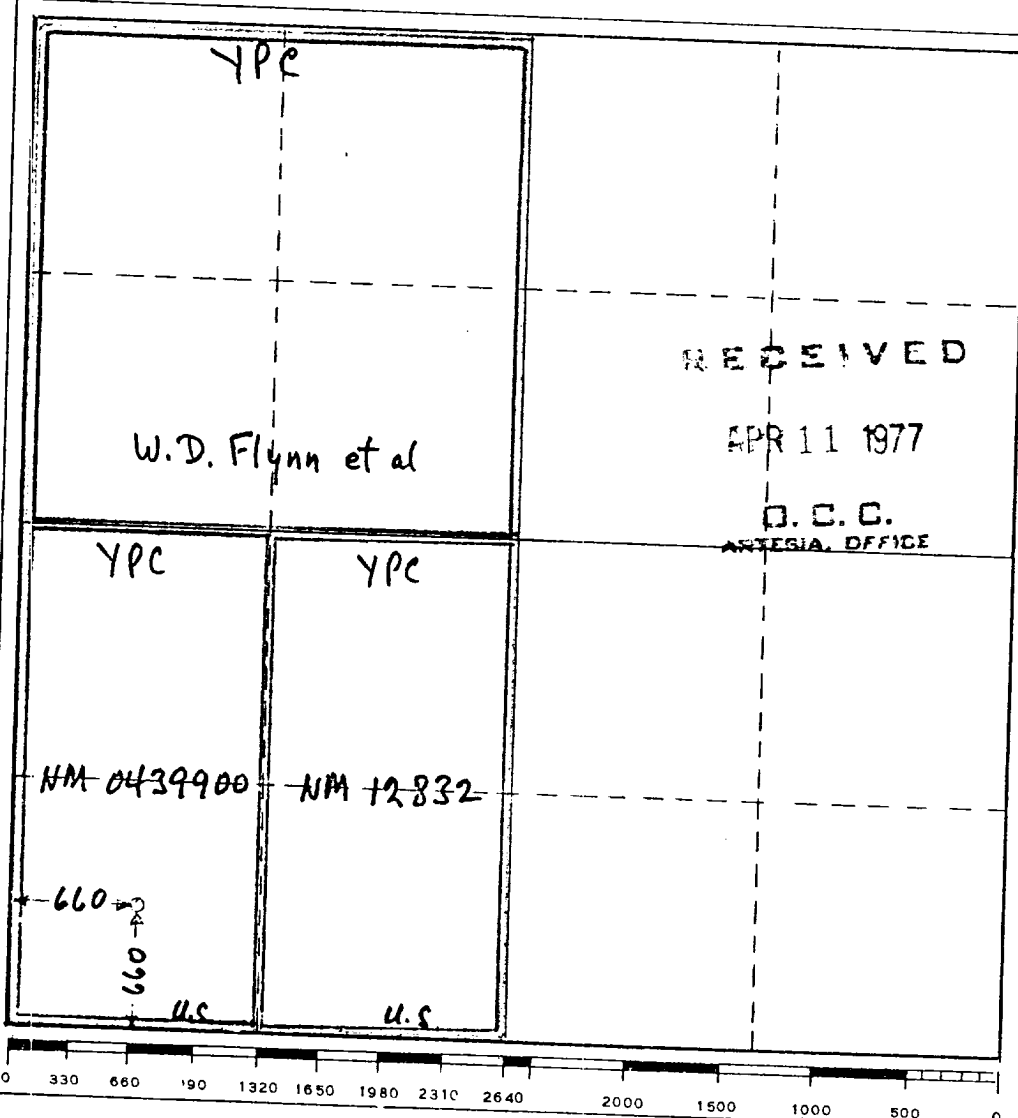 YPC
RECEIVED
W.D. Flynn et al
APR 11 1977
O. C. C.
ARTESIA, OFFICE
YPC YPC
NM 0439900 NM 12832
660
660
U.S U.S
0 330 660 '90 1320 1650 1980 2310 2640 2000 1500 1000 500 0